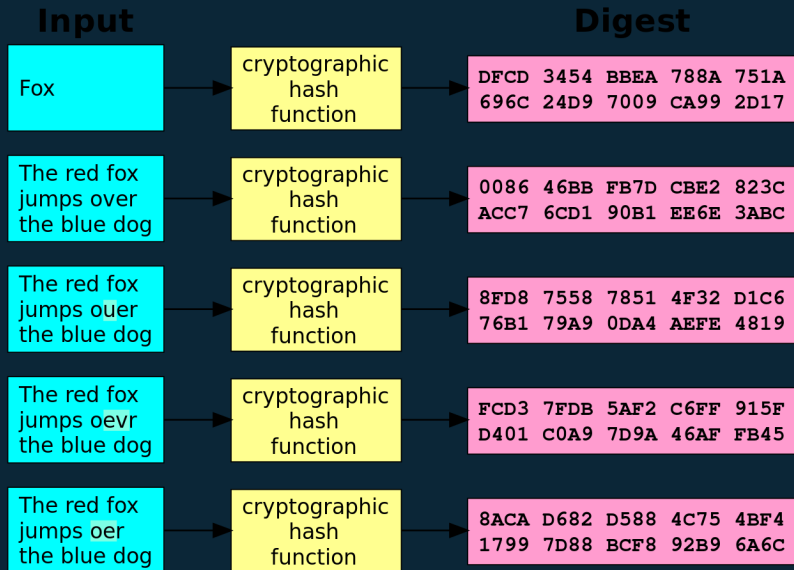 Input
Digest
Fox
cryptographic
hash
function
DFCD 3454 BBEA 788A 751A
696C 24D9 7009 CA99 2D17
The red fox
jumps over
the blue dog
cryptographic
hash
function
0086 46BB FB7D CBE2 823C
ACC7 6CD1 90B1 EE6E 3ABC
The red fox
jumps ouer
the blue dog
cryptographic
hash
function
8FD8 7558 7851 4F32 D1C6
76B1 79A9 0DA4 AEFE 4819
The red fox
jumps oevr
the blue dog
cryptographic
hash
function
FCD3 7FDB 5AF2 C6FF 915F
D401 C0A9 7D9A 46AF FB45
The red fox
jumps oer
the blue dog
cryptographic
hash
function
8ACA D682 D588 4C75 4BF4
1799 7D88 BCF8 92B9 6A6C